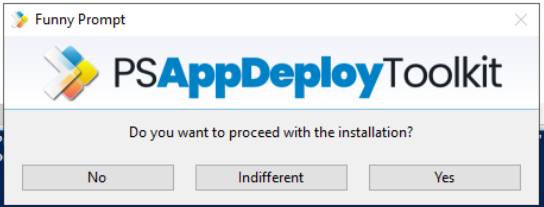 Funny Prompt
PSAppDeployToolkit
Do you want to proceed with the installation?
No Indifferent Yes